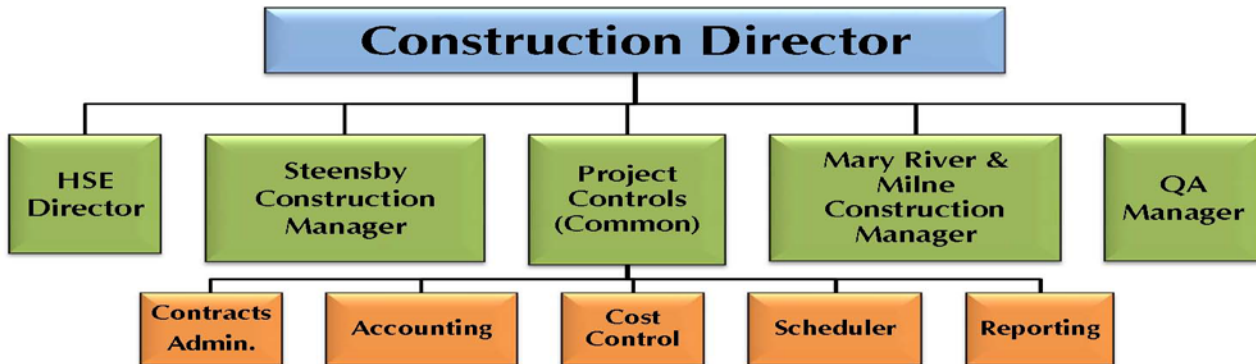 Construction Director
HSE
Director
Steensby
Construction
Manager
Project
Controls
(Common)
Mary River &
Milne
Construction
Manager
QA
Manager
Contracts
Admin.
Accounting
Cost
Control
Scheduler
Reporting